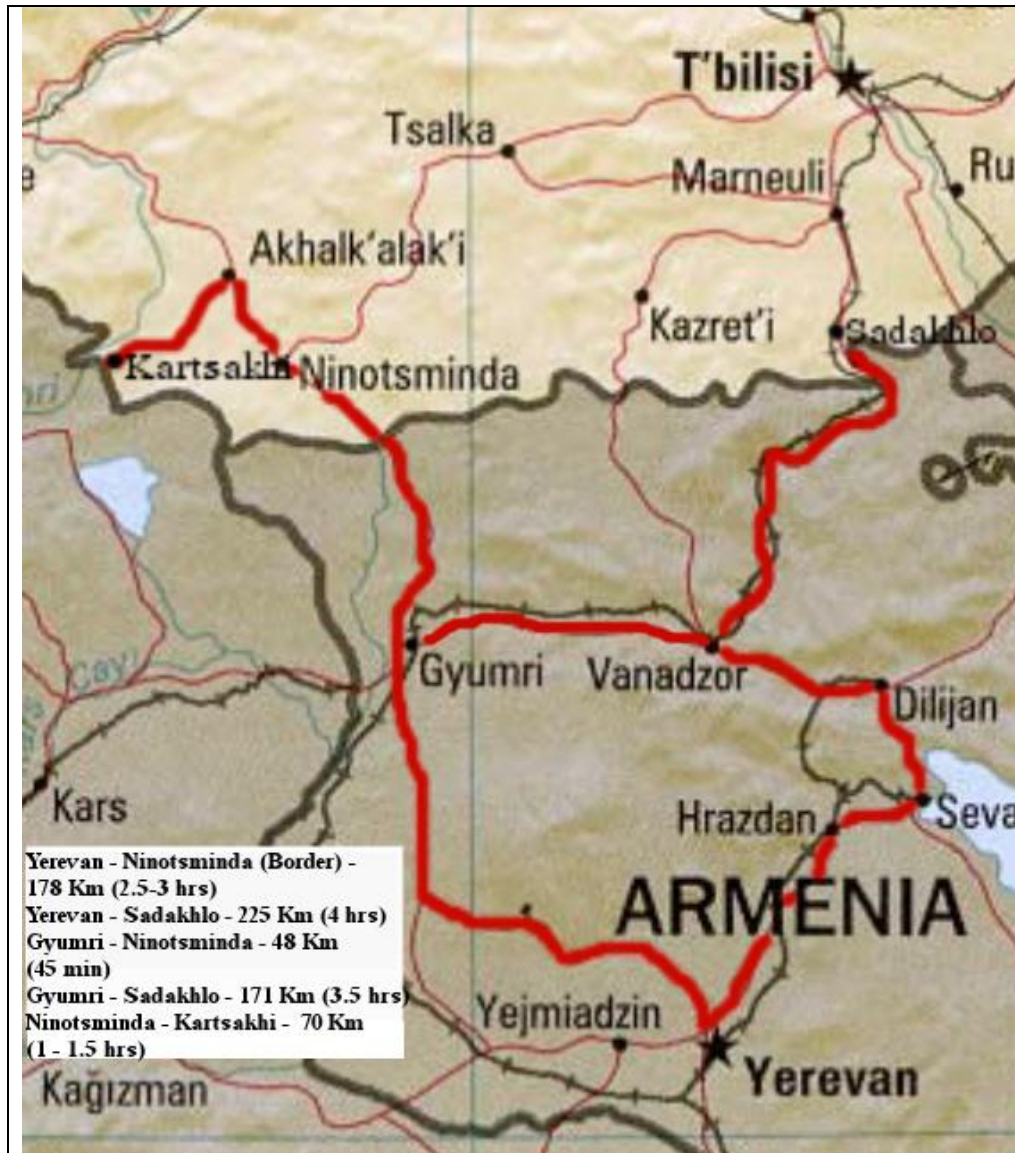 T'bilisi
Tsalka
Marneuli
Ru
e
Akhalk'alak'i
Kazret'i
Sadakhlo
Ninotsminda
Gyumri
Vanadzor
Dilijan
Kars
Hrazdan
Seva
ARMENIA
Yerevan - Ninotsminda (Border) -
178 Km (2.5-3 hrs)
Yerevan - Sadakhlo - 225 Km (4 hrs)
Gyumri - Ninotsminda - 48 Km
(45 min)
Gyumri - Sadakhlo - 171 Km (3.5 hrs)
Ninotsminda - Kartsakhi - 70 Km
(1 - 1.5 hrs)
Yejmiadzin
Yerevan
Kağızman